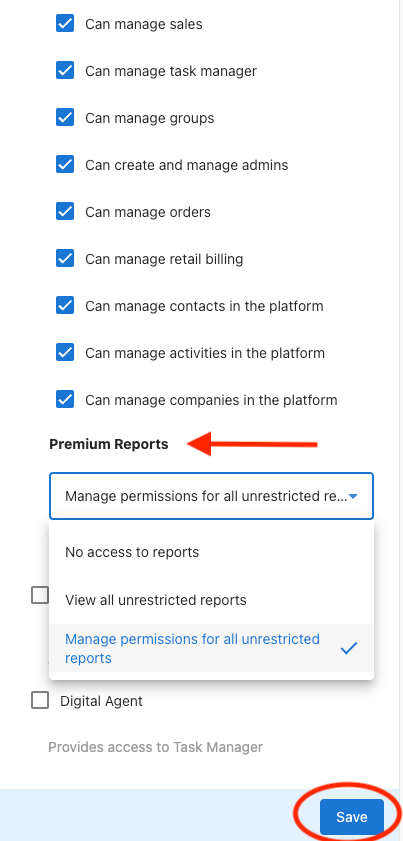 Can manage sales
Can manage task manager
Can manage groups
Can create and manage admins
Can manage orders
Can manage retail billing
Can manage contacts in the platform
Can manage activities in the platform
Can manage companies in the platform
Premium Reports
Manage permissions for all unrestricted re...
No access to reports
View all unrestricted reports
Manage permissions for all unrestricted
reports
Digital Agent
Provides access to Task Manager
Save